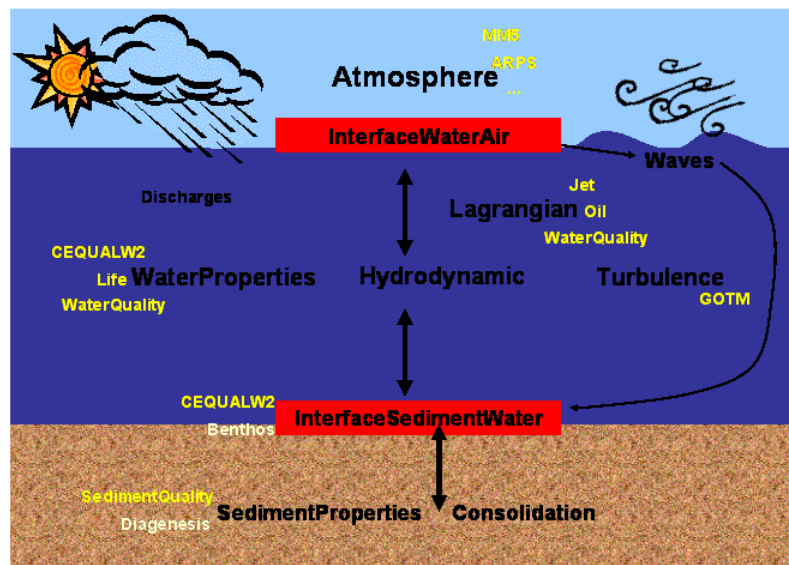 MM5
ARPS
Atmosphere
...
InterfaceWaterAir
Waves
Discharges
Jet
Lagrangian Oil
WaterQuality
CEQUALW2
Life WaterProperties Hydrodynamic Turbulence
WaterQuality
GOTM
CEQUALW2
InterfaceSedimentWater
Benthos
SedimentQuality
SedimentProperties Consolidation
Diagenesis